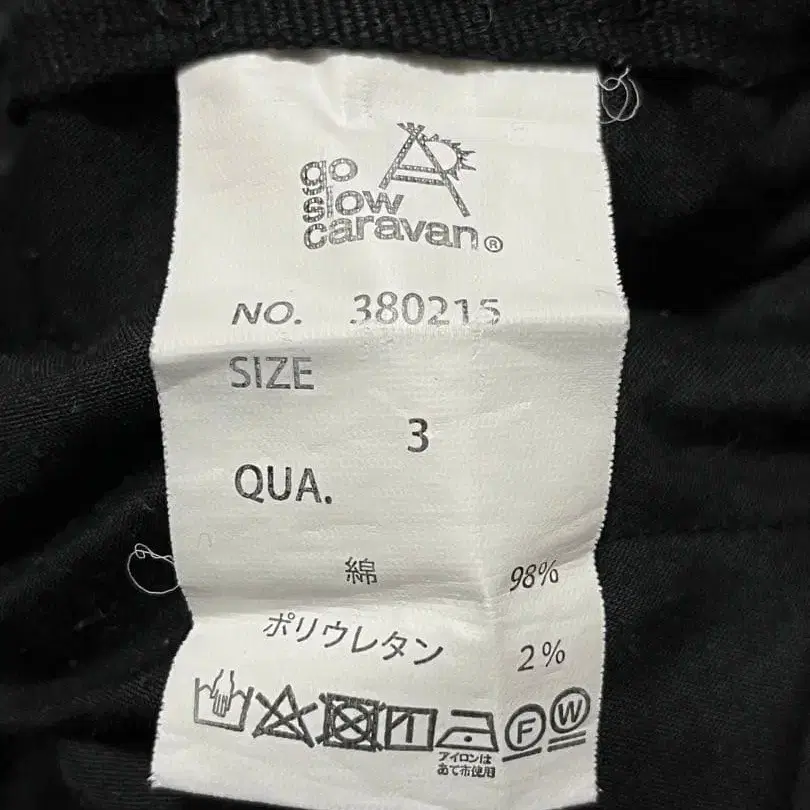 go
slow
caravan®
NO. 380215
SIZE
3
QUA.
綿 98%
ポリウレタン 2%
F W
アイロンは
あて布使用